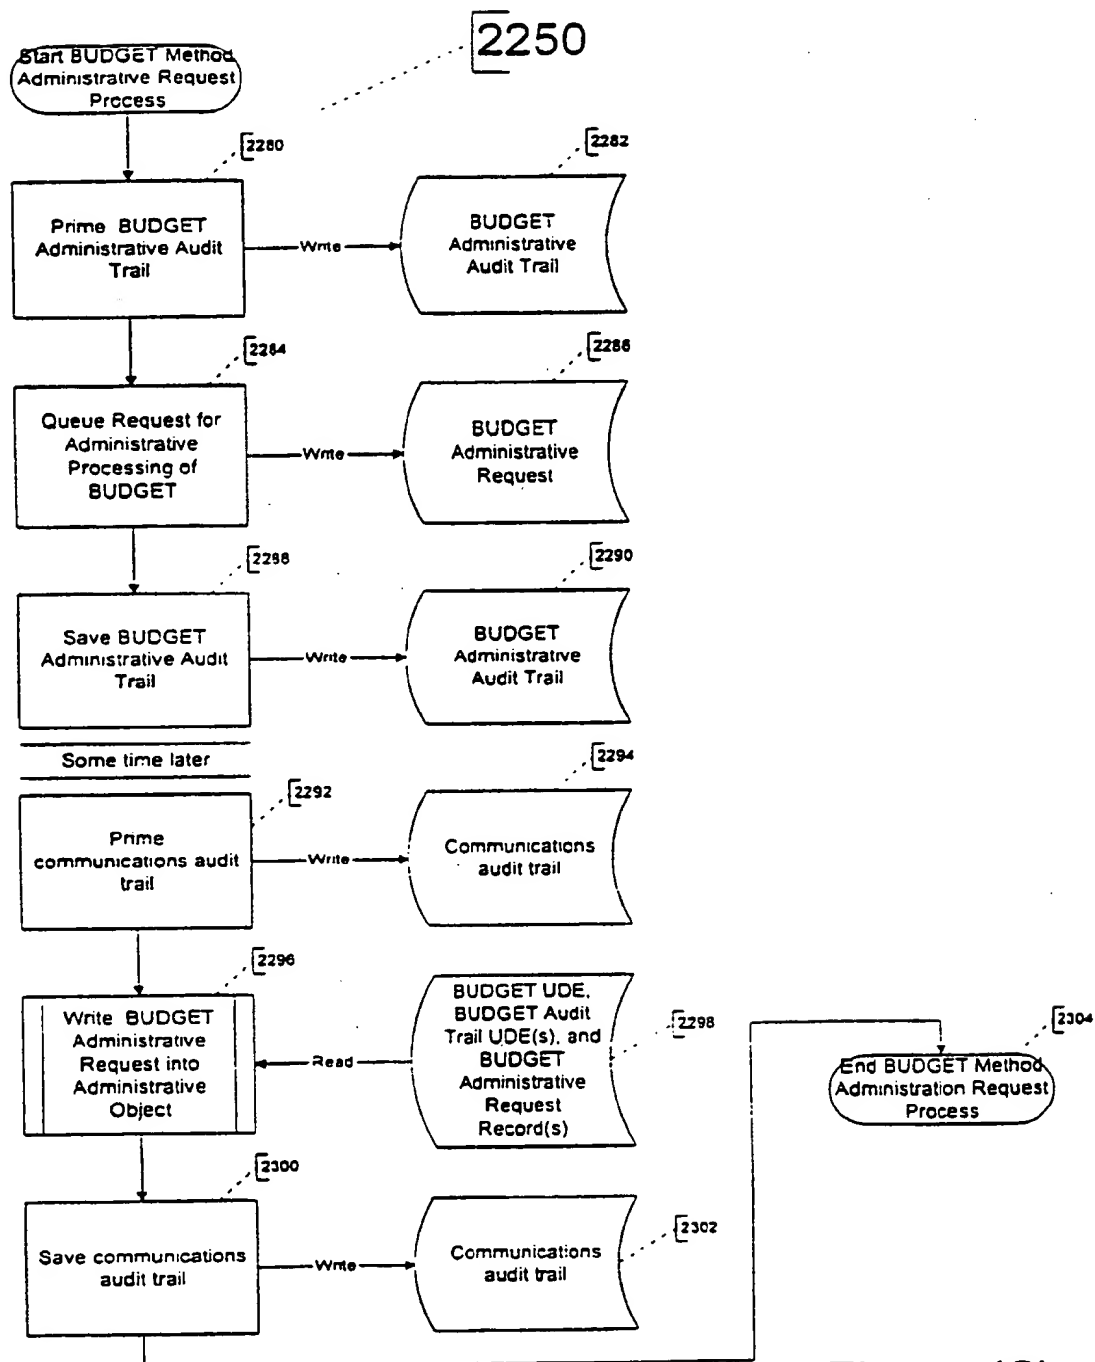 2250
Start BUDGET Method
Administrative Request
Process
2280
2282
Prime BUDGET
Administrative Audit
Trail
Write
BUDGET
Administrative
Audit Trail
2284
2286
Queue Request for
Administrative
Processing of
BUDGET
Write
BUDGET
Administrative
Request
2288
2290
Save BUDGET
Administrative Audit
Trail
Write
BUDGET
Administrative
Audit Trail
Some time later
2292
2294
Prime
communications audit
trail
Write
Communications
audit trail
2296
2298
Write BUDGET
Administrative
Request into
Administrative
Object
Read
BUDGET UDE,
BUDGET Audit
Trail UDE(s), and
BUDGET
Administrative
Request
Record(s)
2304
End BUDGET Method
Administration Request
Process
2300
2302
Save communications
audit trail
Write
Communications
audit trail